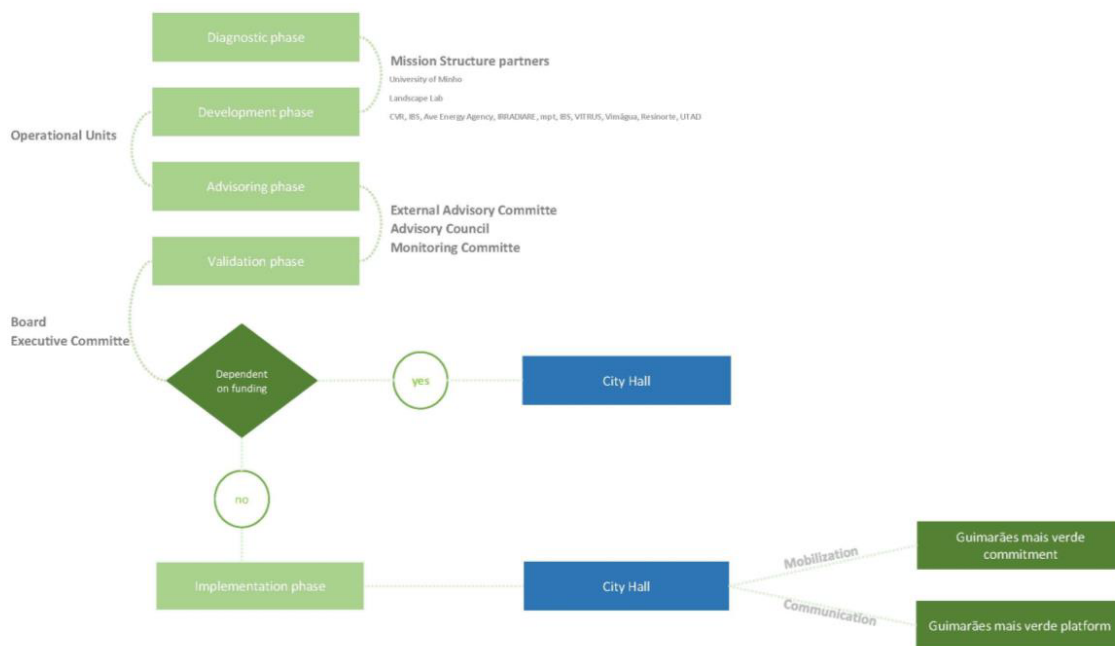 Diagnostic phase
Mission Structure partners
University of Minho
Landscape Lab
CVR, IBS, Ave Energy Agency, IRRADIARE, mpt, IBS, VITRUS, Vimágua, Resinorte, UTAD
Development phase
Operational Units
Advisoring phase
External Advisory Committe
Advisory Council
Monitoring Committe
Validation phase
Board
Executive Committe
Dependent
on funding
yes
City Hall
no
Implementation phase
City Hall
Mobilization
Guimarães mais verde
commitment
Communication
Guimarães mais verde platform